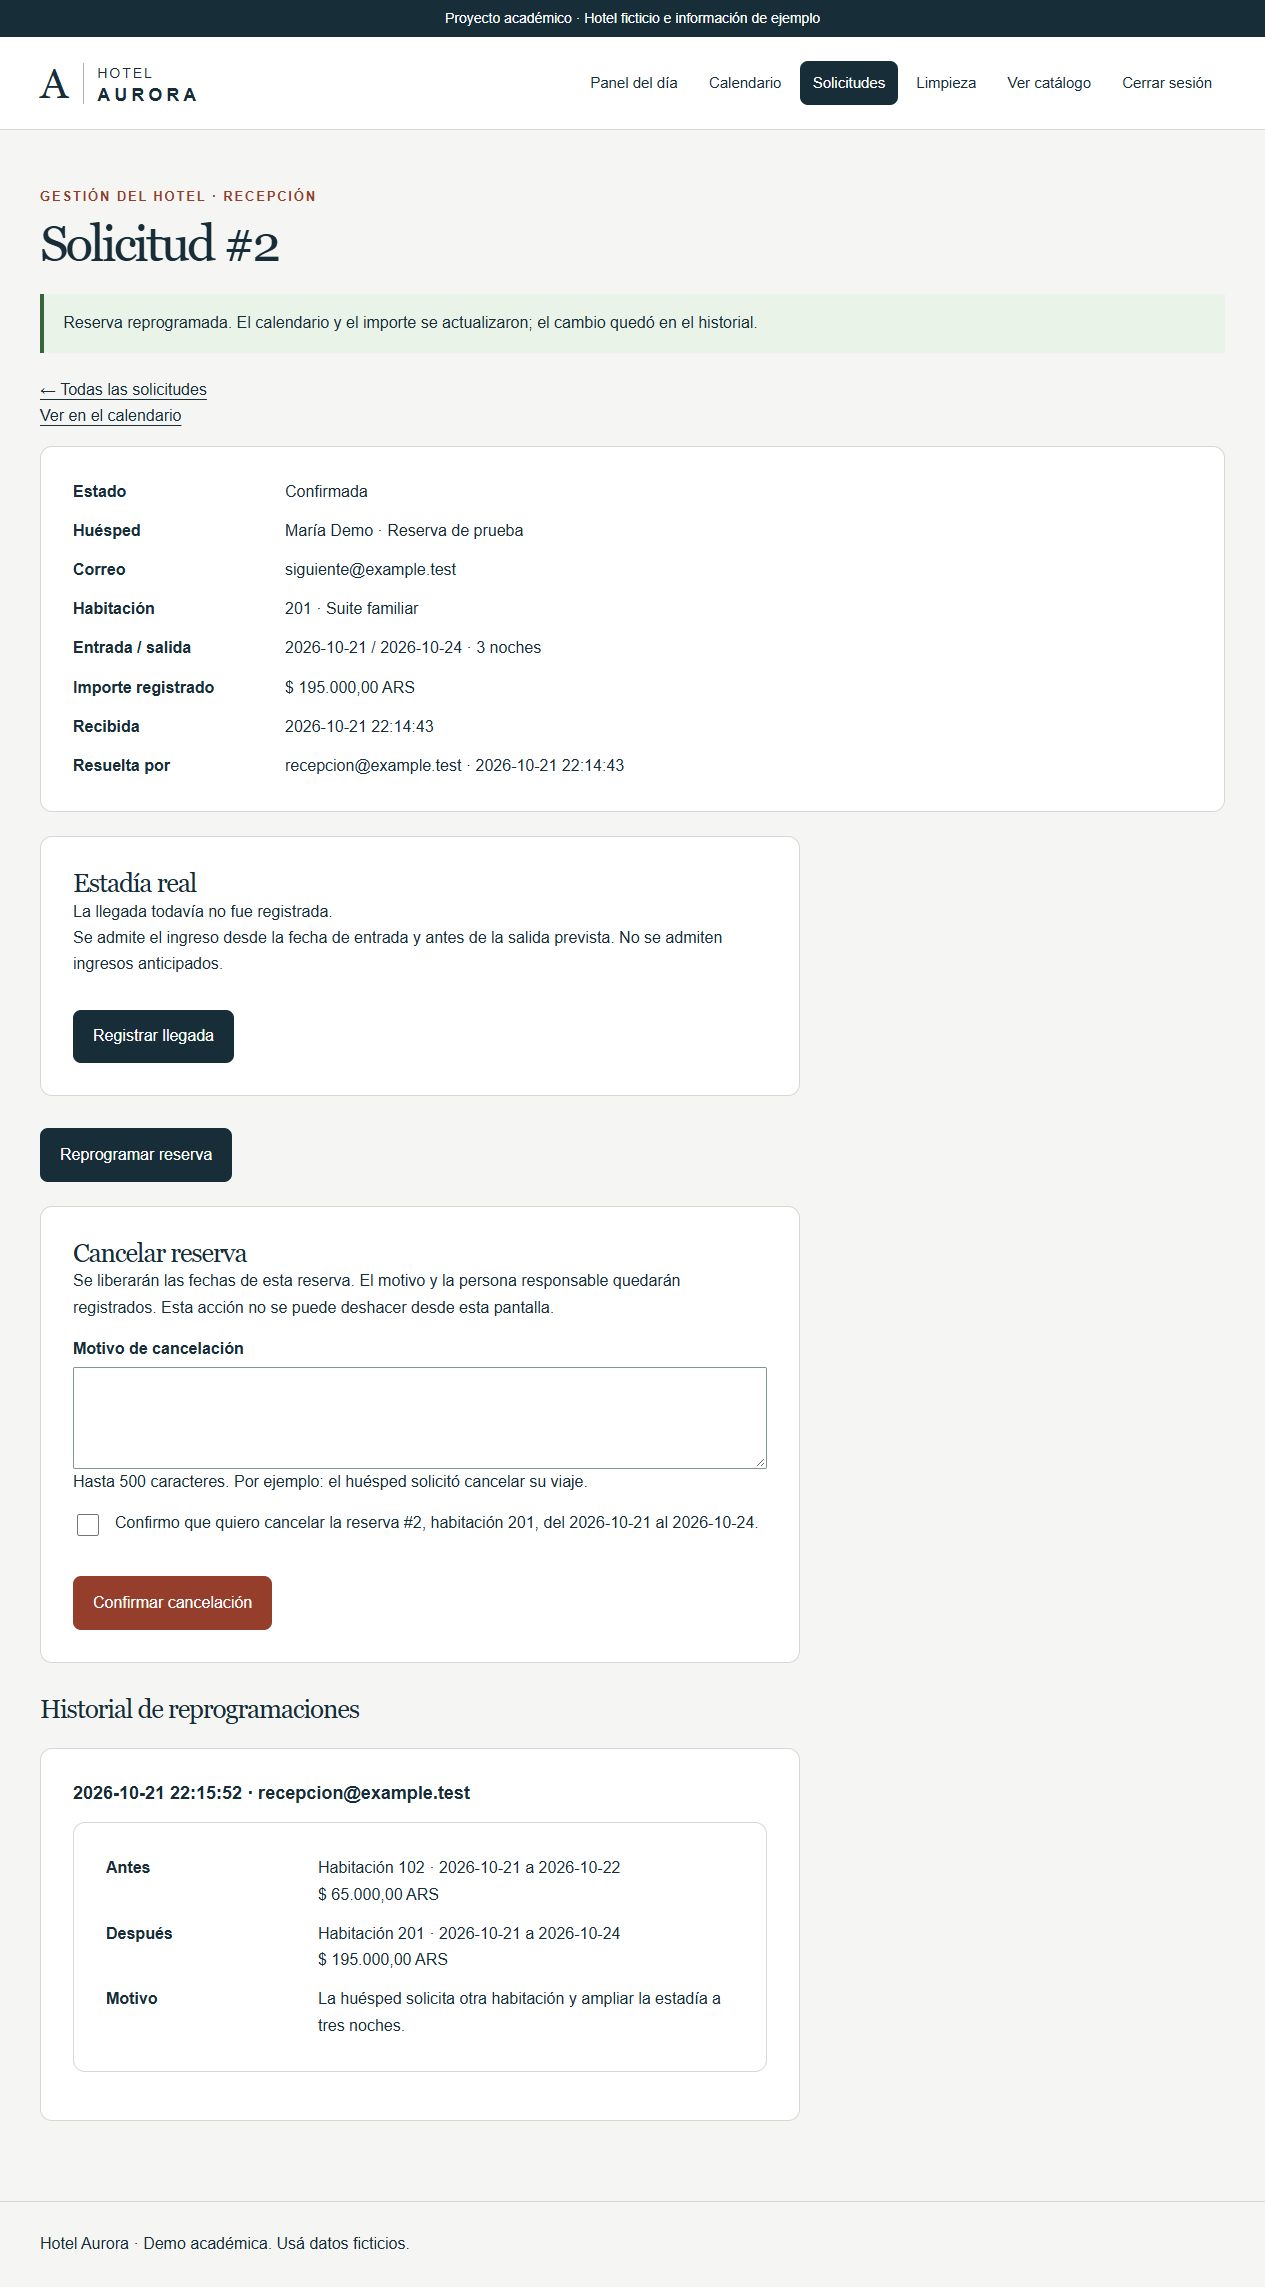 Proyecto académico · Hotel ficticio e información de ejemplo
A
HOTEL
AURORA
Panel del día
Calendario
Solicitudes
Limpieza
Ver catálogo
Cerrar sesión
GESTIÓN DEL HOTEL · RECEPCIÓN
Solicitud #2
Reserva reprogramada. El calendario y el importe se actualizaron; el cambio quedó en el historial.
← Todas las solicitudes
Ver en el calendario
Estado Confirmada
Huésped María Demo · Reserva de prueba
Correo siguiente@example.test
Habitación 201 · Suite familiar
Entrada / salida 2026-10-21 / 2026-10-24 · 3 noches
Importe registrado $ 195.000,00 ARS
Recibida 2026-10-21 22:14:43
Resuelta por recepcion@example.test · 2026-10-21 22:14:43
Estadía real
La llegada todavía no fue registrada.
Se admite el ingreso desde la fecha de entrada y antes de la salida prevista. No se admiten
ingresos anticipados.
Registrar llegada
Reprogramar reserva
Cancelar reserva
Se liberarán las fechas de esta reserva. El motivo y la persona responsable quedarán
registrados. Esta acción no se puede deshacer desde esta pantalla.
Motivo de cancelación
Hasta 500 caracteres. Por ejemplo: el huésped solicitó cancelar su viaje.
Confirmo que quiero cancelar la reserva #2, habitación 201, del 2026-10-21 al 2026-10-24.
Confirmar cancelación
Historial de reprogramaciones
2026-10-21 22:15:52 · recepcion@example.test
Antes Habitación 102 · 2026-10-21 a 2026-10-22
$ 65.000,00 ARS
Después Habitación 201 · 2026-10-21 a 2026-10-24
$ 195.000,00 ARS
Motivo La huésped solicita otra habitación y ampliar la estadía a
tres noches.
Hotel Aurora · Demo académica. Usá datos ficticios.